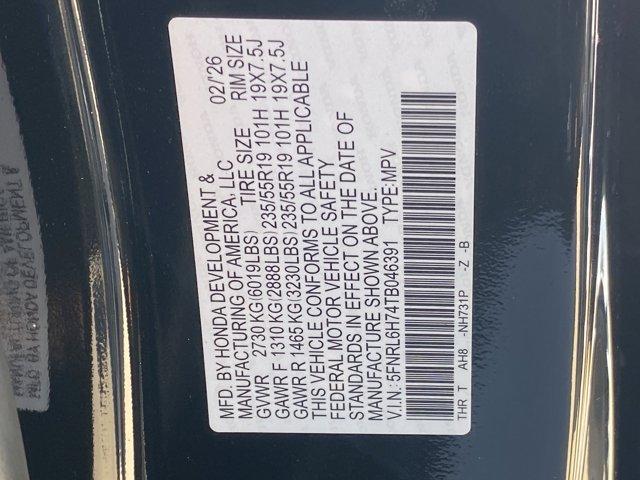 MFD. BY HONDA DEVELOPMENT &
MANUFACTURING OF AMERICA, LLC 02/'26
GVWR 2730 KG(6019LBS) TIRE SIZE RIM SIZE
GAWR F 1310 KG(2888LBS) 235/55R19 101H 19X7.5J
GAWR R 1465 KG(3230LBS) 235/55R19 101H 19X7.5J
THIS VEHICLE CONFORMS TO ALL APPLICABLE
FEDERAL MOTOR VEHICLE SAFETY
STANDARDS IN EFFECT ON THE DATE OF
MANUFACTURE SHOWN ABOVE.
V.I.N.: 5FNRL6H74TB046391 TYPE:MPV
THR T AH8 -NH731P -Z -B